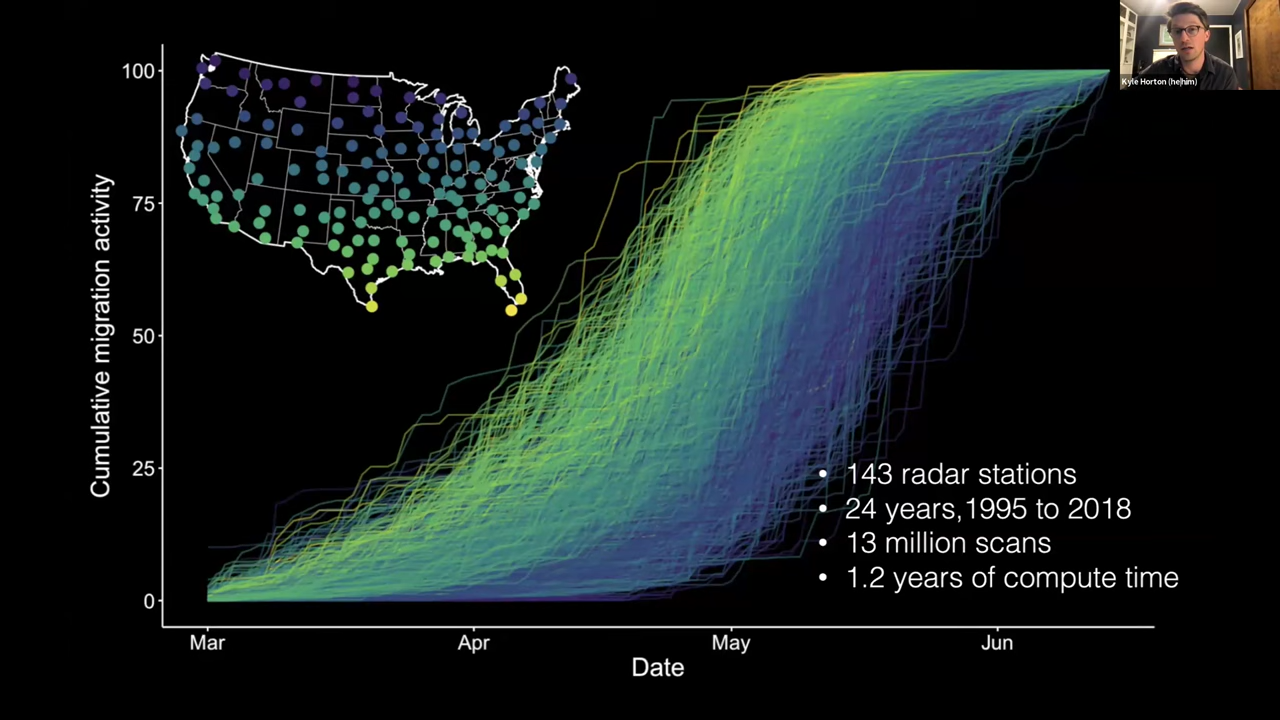 Kyle Horton (he|him)
Cumulative migration activity
100
75
50
25
0
Mar
Apr
May
Jun
Date
• 143 radar stations
• 24 years,1995 to 2018
• 13 million scans
• 1.2 years of compute time